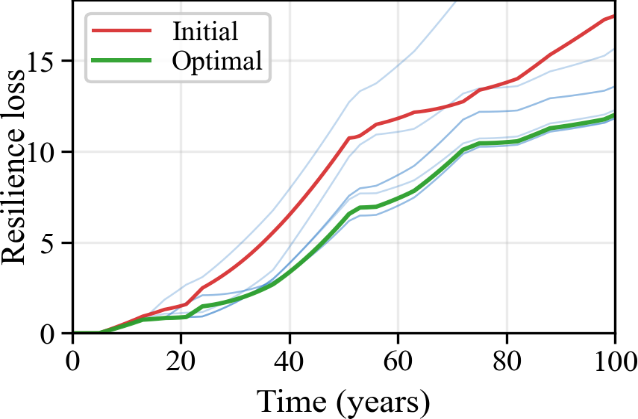 Initial
Optimal
Resilience loss
15
10
5
0
0 20 40 60 80 100
Time (years)